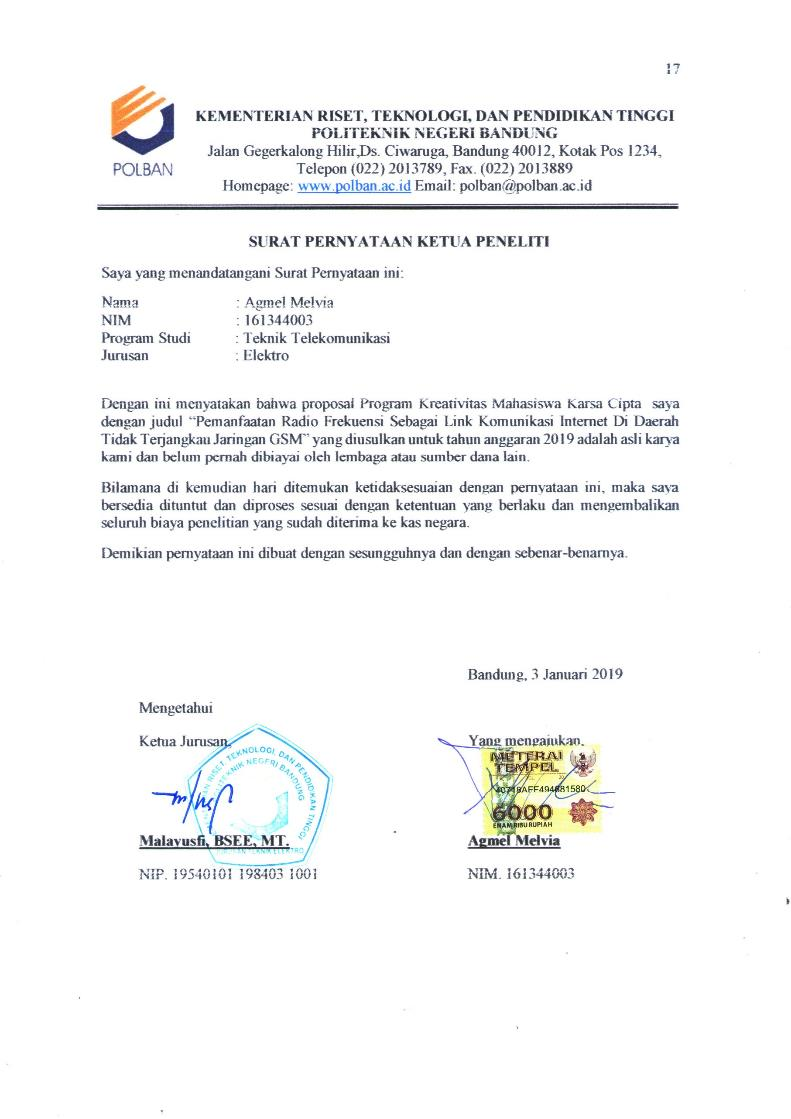 17
KEMENTERIAN RISET, TEKNOLOGI, DAN PENDIDIKAN TINGGI
POLITEKNIK NEGERI BANDUNG
Jalan Gegerkalong Hilir,Ds. Ciwaruga, Bandung 40012, Kotak Pos 1234,
Telepon (022) 2013789, Fax. (022) 2013889
Homepage: www.polban.ac.id Email: polban@polban.ac.id
POLBAN
SURAT PERNYATAAN KETUA PENELITI
Saya yang menandatangani Surat Pernyataan ini:
Nama : Agmel Melvia
NIM : 161344003
Program Studi : Teknik Telekomunikasi
Jurusan : Elektro
Dengan ini menyatakan bahwa proposal Program Kreativitas Mahasiswa Karsa Cipta saya
dengan judul “Pemanfaatan Radio Frekuensi Sebagai Link Komunikasi Internet Di Daerah
Tidak Terjangkau Jaringan GSM” yang diusulkan untuk tahun anggaran 2019 adalah asli karya
kami dan belum pernah dibiayai oleh lembaga atau sumber dana lain.
Bilamana di kemudian hari ditemukan ketidaksesuaian dengan pernyataan ini, maka saya
bersedia dituntut dan diproses sesuai dengan ketentuan yang berlaku dan mengembalikan
seluruh biaya penelitian yang sudah diterima ke kas negara.
Demikian pernyataan ini dibuat dengan sesungguhnya dan dengan sebenar-benarnya.
Bandung, 3 Januari 2019
Mengetahui
Ketua Jurusan,
Yang mengajukan,
RISET, TEKNOLOGI, DAN PENDIDIKAN TINGGI
POLITEKNIK NEGERI BANDUNG
METERAI
TEMPEL
6000
ENAM RIBU RUPIAH
Malayusfi, BSEE, MT.
Agmel Melvia
NIP. 19540101 198403 1001
NIM. 161344003